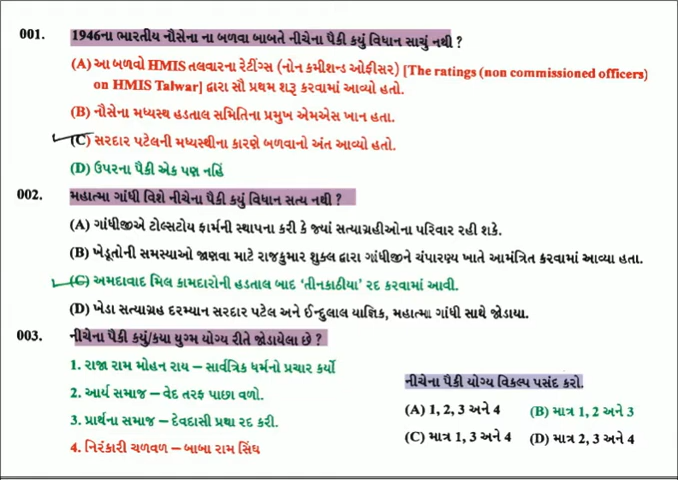 001. 1946ના ભારતીય નૌસેના ના બળવા બાબતે નીચેના પૈકી કયું વિધાન સાચું નથી ?
(A) આ બળવો HMIS તલવારના રેટીંગ્સ (નોન કમીશન્ડ ઓફીસર) [The ratings (non commissioned officers)
on HMIS Talwar] દ્વારા સૌ પ્રથમ શરૂ કરવામાં આવ્યો હતો.
(B) નૌસેના મધ્યસ્થ હડતાલ સમિતિના પ્રમુખ એમએસ ખાન હતા.
(C) સરદાર પટેલની મધ્યસ્થીના કારણે બળવાનો અંત આવ્યો હતો.
(D) ઉપરના પૈકી એક પણ નહિં
002. મહાત્મા ગાંધી વિશે નીચેના પૈકી કયું વિધાન સત્ય નથી ?
(A) ગાંધીજીએ ટોલ્સટોય ફાર્મની સ્થાપના કરી કે જ્યાં સત્યાગ્રહીઓના પરિવાર રહી શકે.
(B) ખેડૂતોની સમસ્યાઓ જાણવા માટે રાજકુમાર શુક્લ દ્વારા ગાંધીજીને ચંપારણ્ય ખાતે આમંત્રિત કરવામાં આવ્યા હતા.
(C) અમદાવાદ મિલ કામદારોની હડતાલ બાદ ‘તીનકાઠીયા’ રદ કરવામાં આવી.
(D) ખેડા સત્યાગ્રહ દરમ્યાન સરદાર પટેલ અને ઈન્દુલાલ યાજ્ઞિક, મહાત્મા ગાંધી સાથે જોડાયા.
003. નીચેના પૈકી કયું/કયા યુગ્મ યોગ્ય રીતે જોડાયેલા છે ?
1. રાજા રામ મોહન રાય – સાર્વત્રિક ધર્મનો પ્રચાર કર્યો
2. આર્ય સમાજ – વેદ તરફ પાછા વળો.
3. પ્રાર્થના સમાજ – દેવદાસી પ્રથા રદ કરી.
4. નિરંકારી ચળવળ – બાબા રામ સિંઘ
નીચેના પૈકી યોગ્ય વિકલ્પ પસંદ કરો.
(A) 1, 2, 3 અને 4 (B) માત્ર 1, 2 અને 3
(C) માત્ર 1, 3 અને 4 (D) માત્ર 2, 3 અને 4